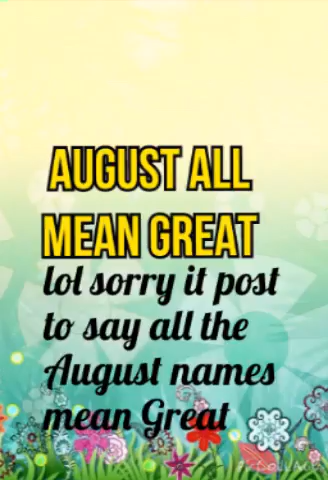 AUGUST ALL
MEAN GREAT
lol sorry it post
to say all the
August names
mean Great